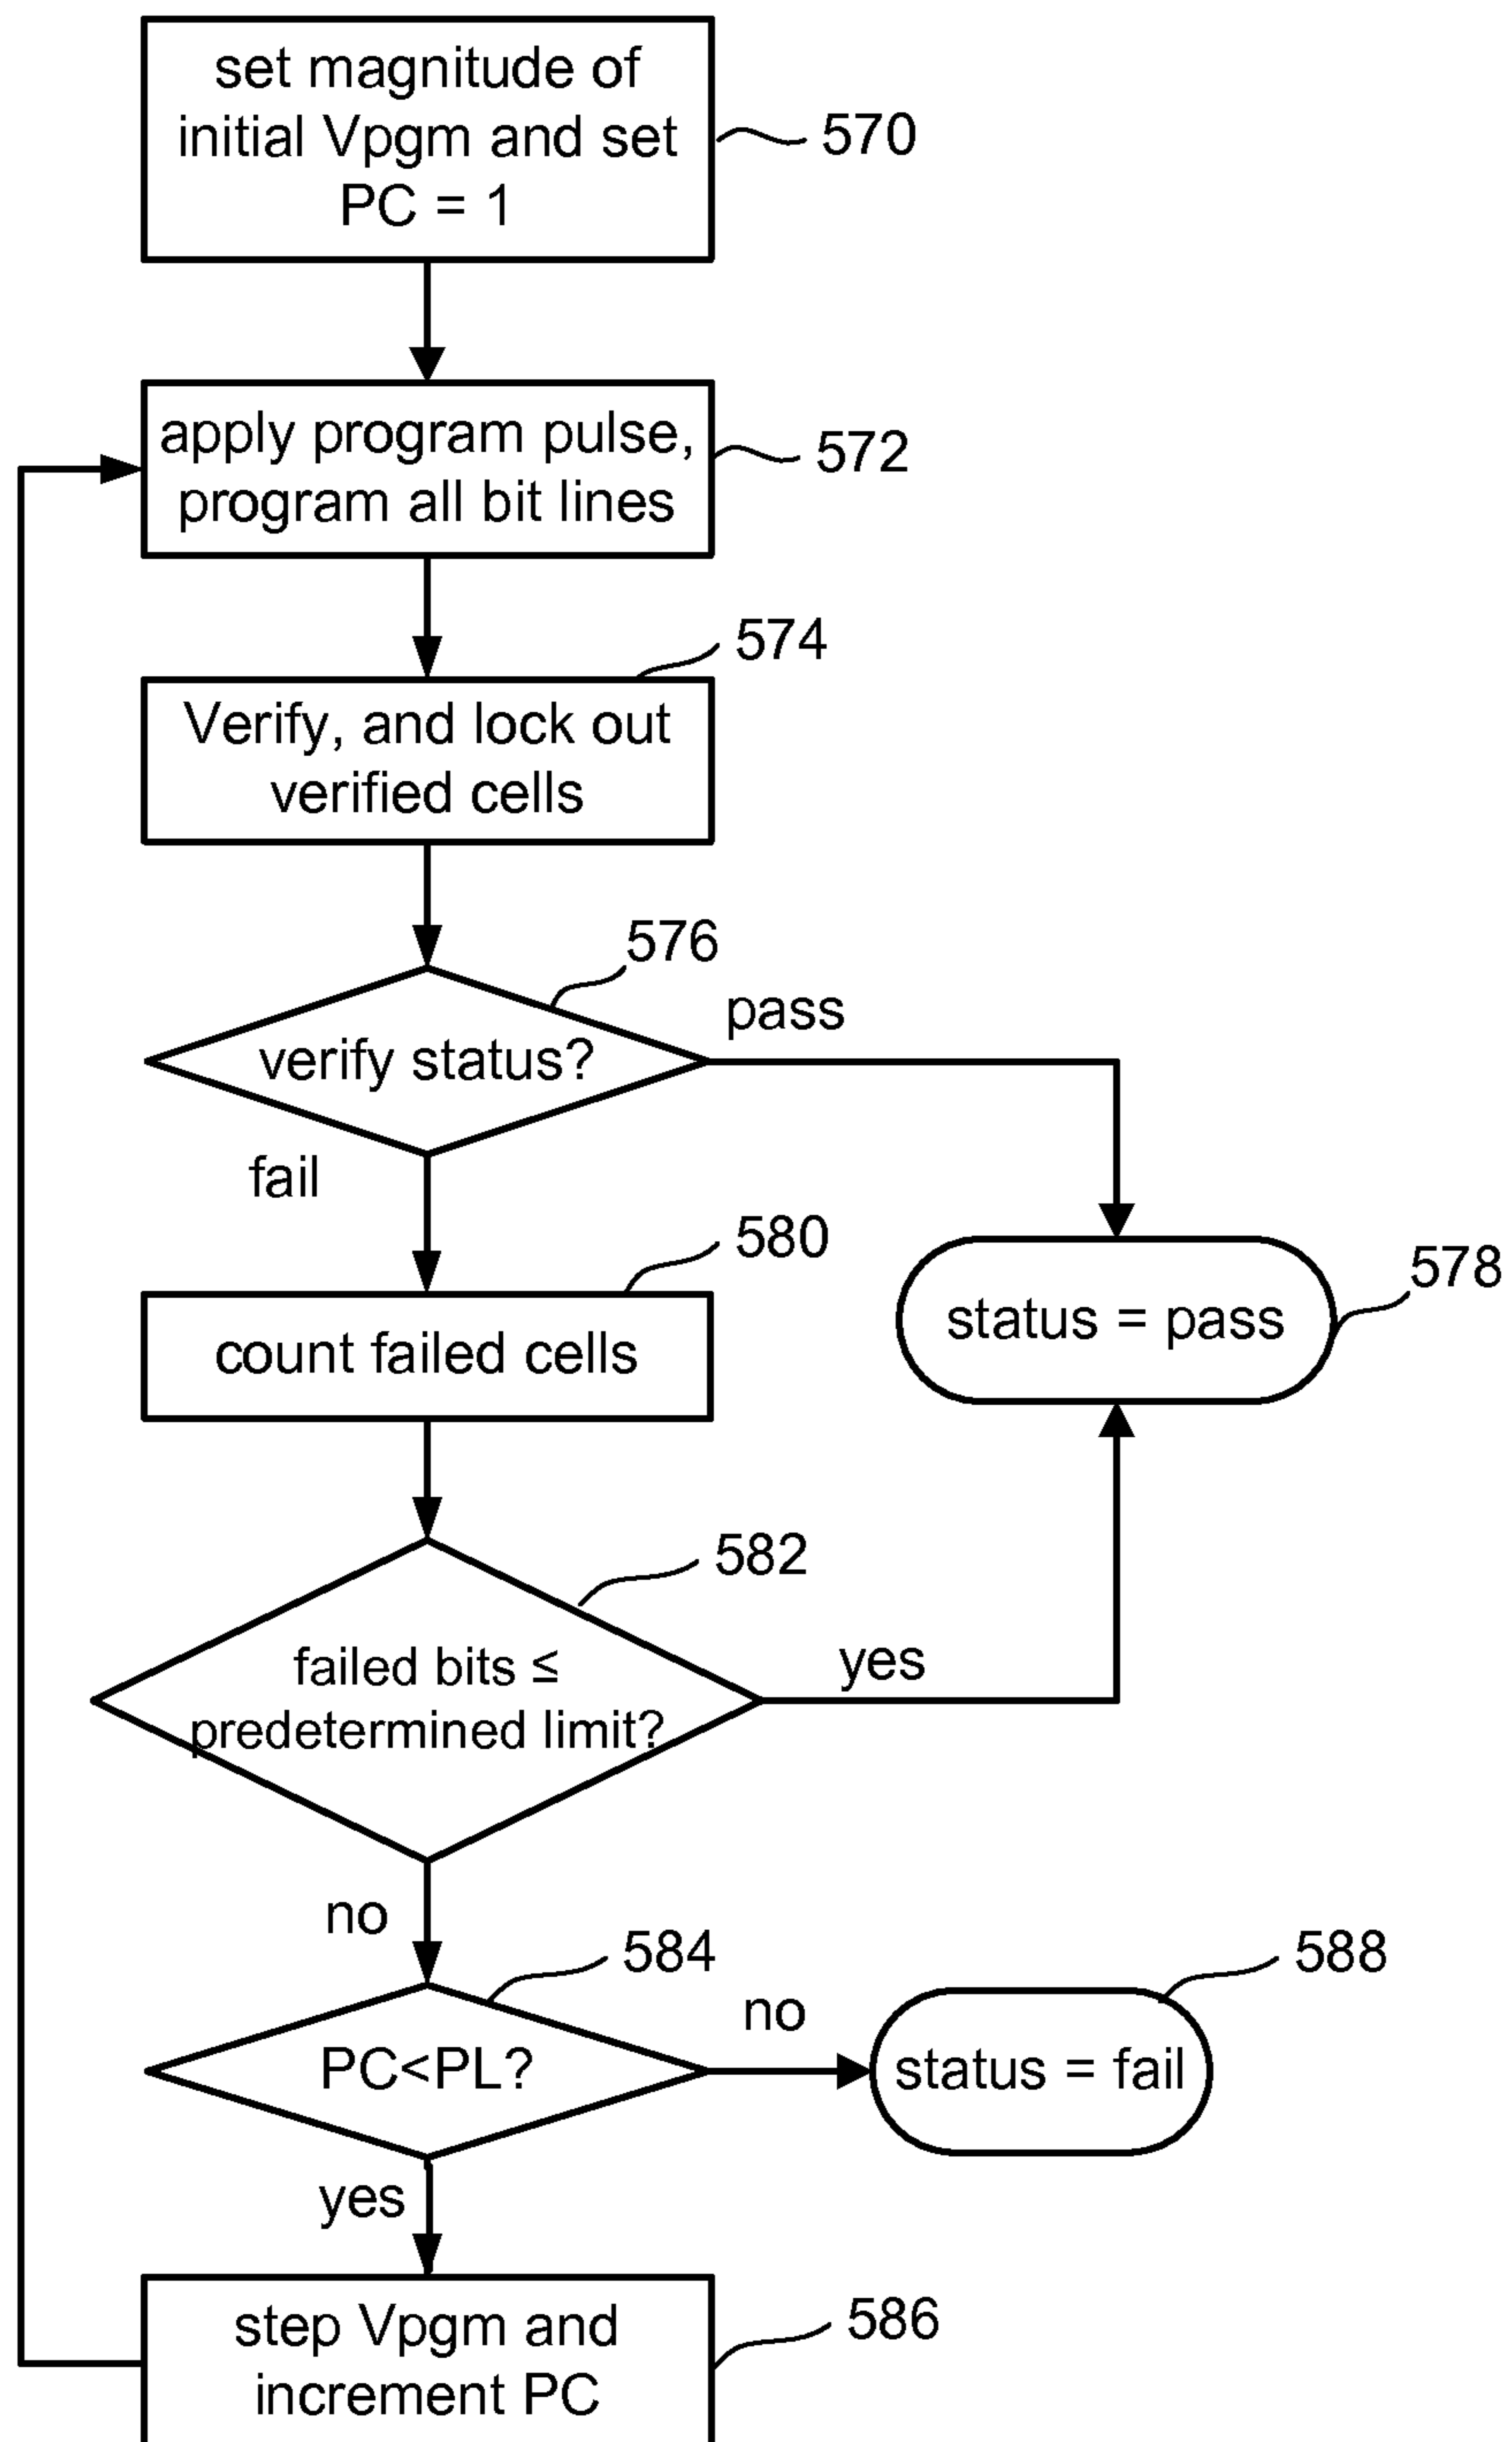 set magnitude of
initial Vpgm and set
PC = 1
570
apply program pulse,
program all bit lines
572
574
Verify, and lock out
verified cells
576
pass
verify status?
fail
580
578
status = pass
count failed cells
582
failed bits ≤
predetermined limit?
yes
no
584
588
no
PC<PL?
status = fail
yes
step Vpgm and
increment PC
586